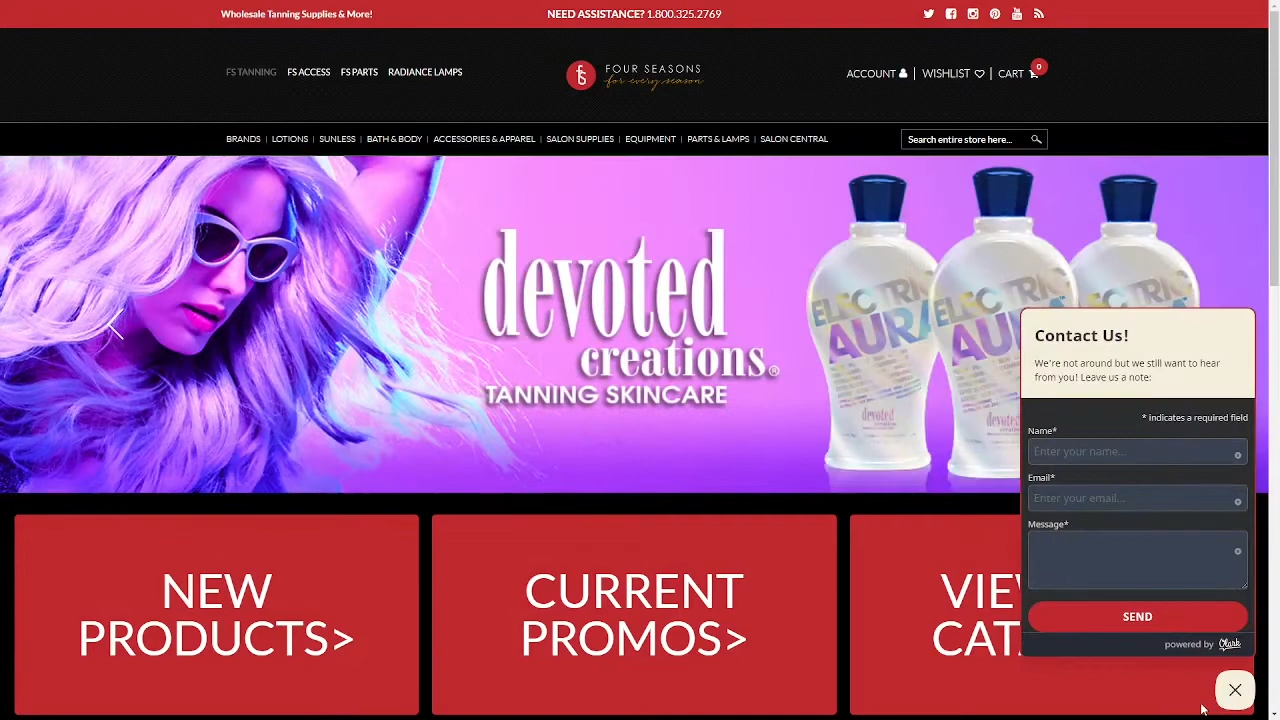 Wholesale Tanning Supplies & More!
NEED ASSISTANCE? 1.800.325.2769
FS TANNING
FS ACCESS
FS PARTS
RADIANCE LAMPS
fs
FOUR SEASONS
for every season
ACCOUNT
WISHLIST
CART
0
BRANDS
LOTIONS
SUNLESS
BATH & BODY
ACCESSORIES & APPAREL
SALON SUPPLIES
EQUIPMENT
PARTS & LAMPS
SALON CENTRAL
Search entire store here...
devoted
creations®
TANNING SKINCARE
ELECTRIC
AURA
devoted
creations
Contact Us!
We're not around but we still want to hear
from you! Leave us a note:
* indicates a required field
Name*
Enter your name...
Email*
Enter your email...
Message*
SEND
powered by Olark
NEW
PRODUCTS>
CURRENT
PROMOS>
VIE
CAT